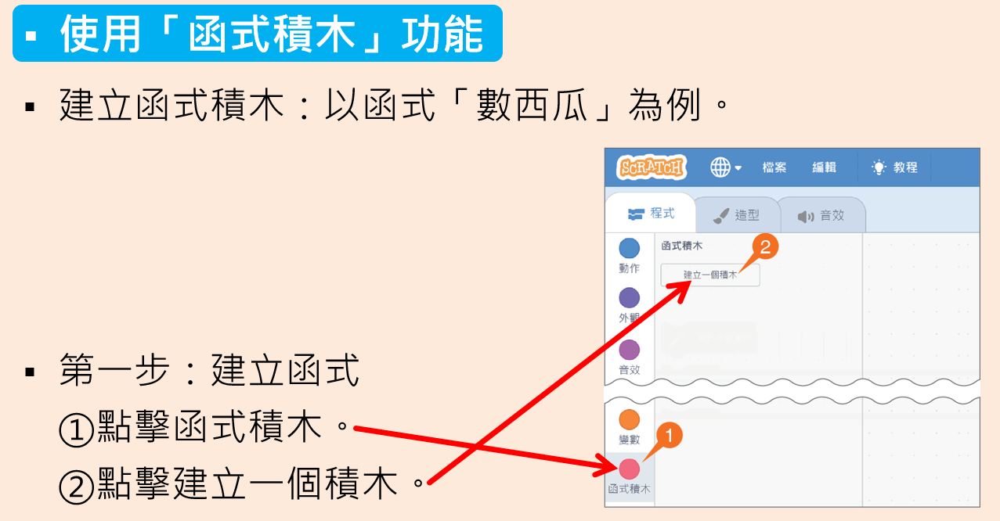 ▪ 使用「函式積木」功能
▪ 建立函式積木：以函式「數西瓜」為例。
SCRATCH 檔案 編輯 教程
程式 造型 音效
函式積木 2
動作
建立一個積木
外觀
音效
▪ 第一步：建立函式
①點擊函式積木。
②點擊建立一個積木。
1
變數
函式積木